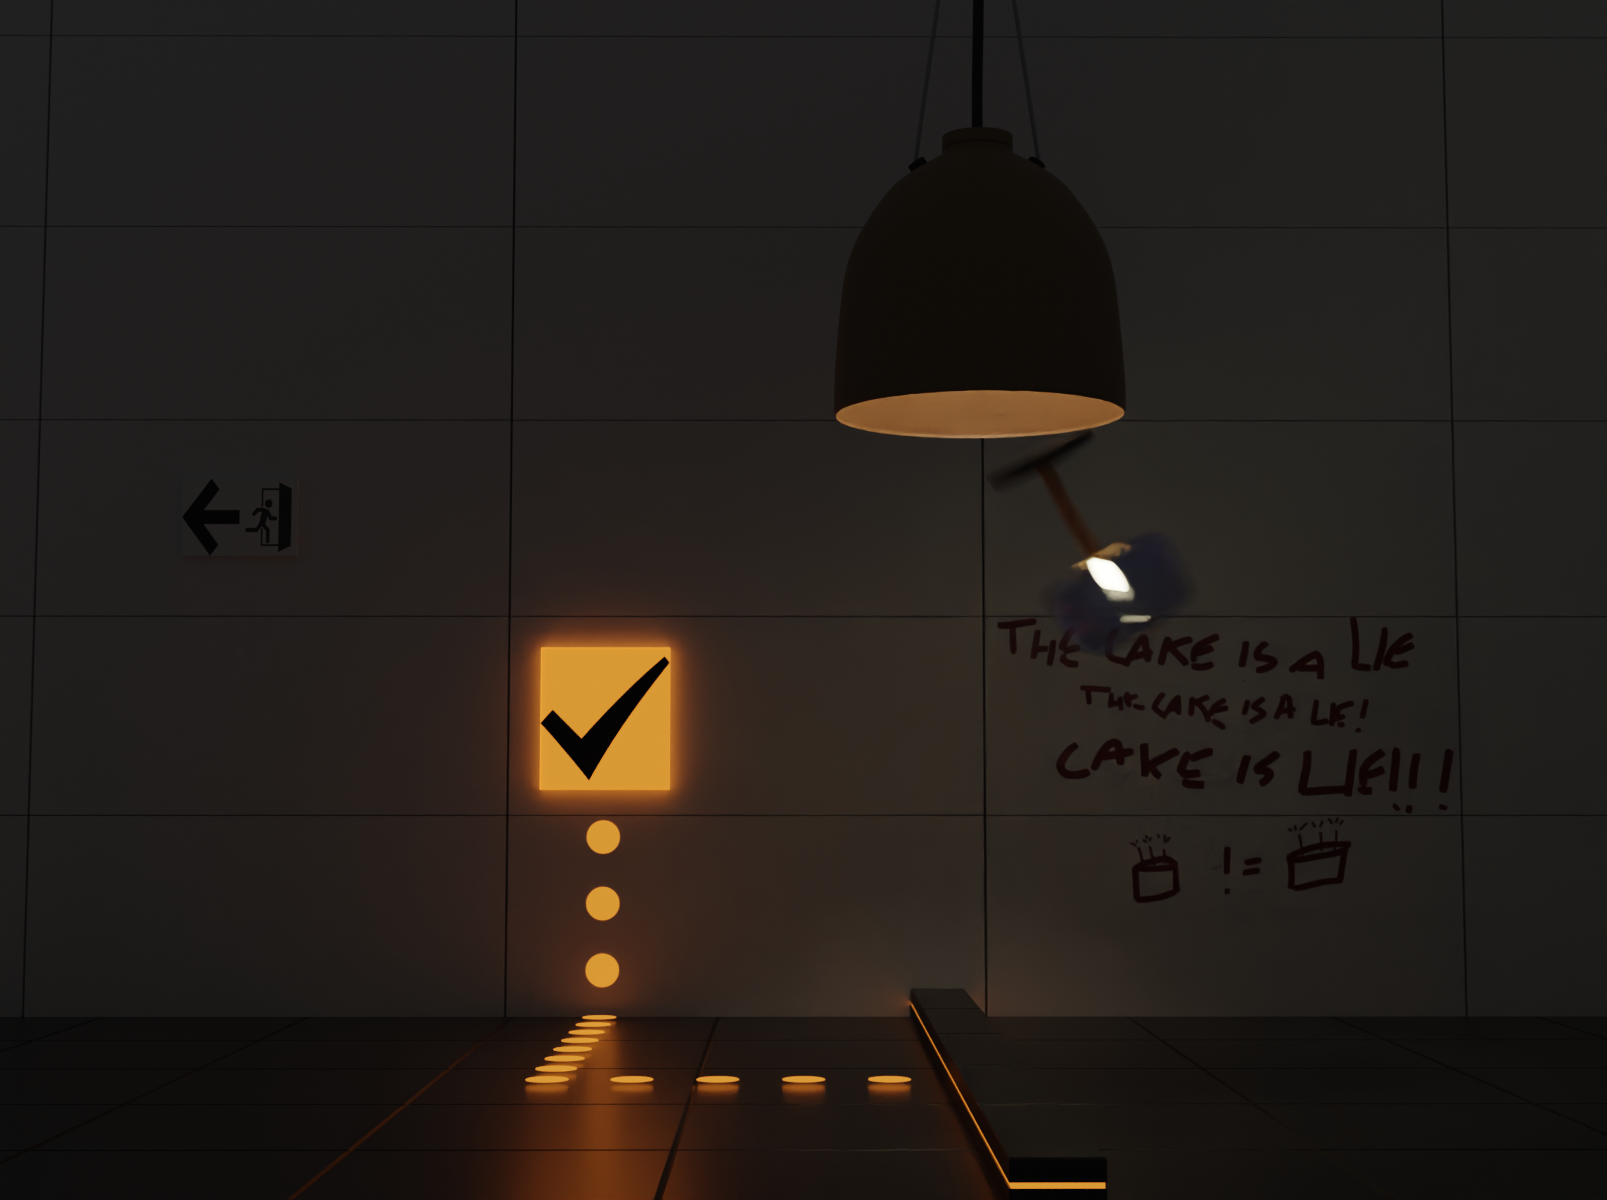 THE CAKE IS A LIE
THE CAKE IS A LIE!
CAKE IS LIE!!!
!=